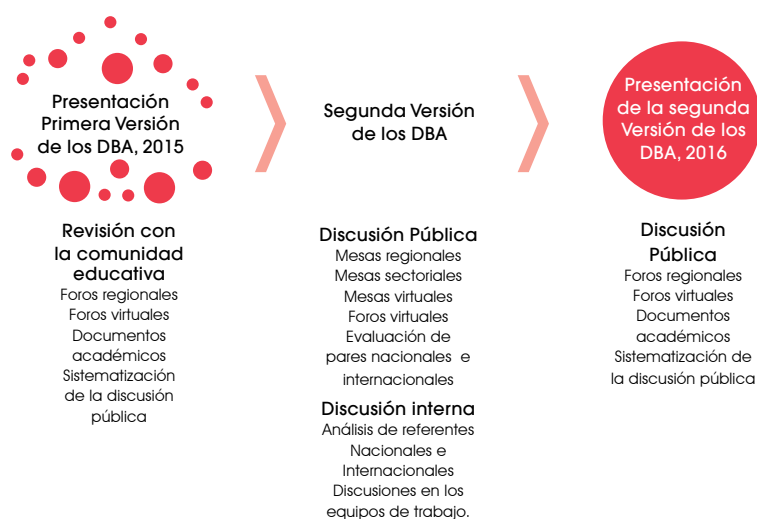 Presentación
Primera Versión
de los DBA, 2015
Revisión con
la comunidad
educativa
Foros regionales
Foros virtuales
Documentos
académicos
Sistematización
de la discusión
pública
Segunda Versión
de los DBA
Discusión Pública
Mesas regionales
Mesas sectoriales
Mesas virtuales
Foros virtuales
Evaluación de
pares nacionales e
internacionales
Discusión interna
Análisis de referentes
Nacionales e
Internacionales
Discusiones en los
equipos de trabajo.
Presentación
de la segunda
Versión de los
DBA, 2016
Discusión
Pública
Foros regionales
Foros virtuales
Documentos
académicos
Sistematización de
la discusión pública